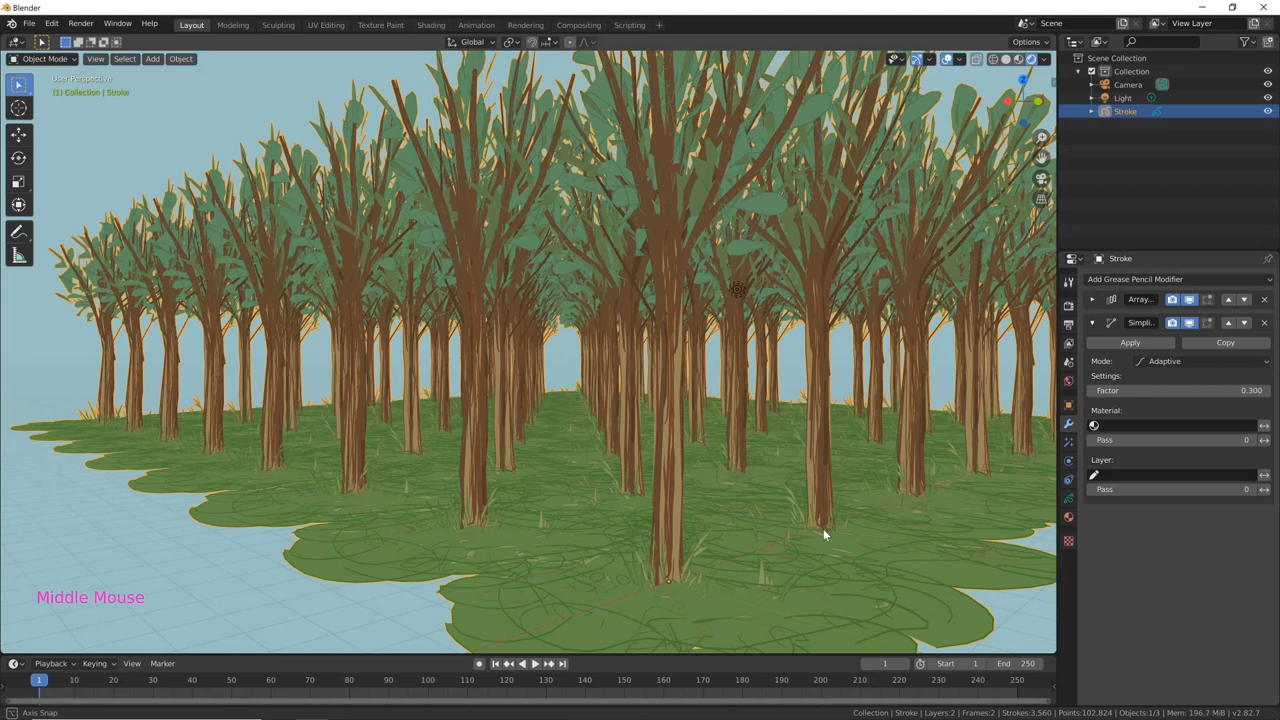 Blender
File Edit Render Window Help Layout Modeling Sculpting UV Editing Texture Paint Shading Animation Rendering Compositing Scripting + Scene View Layer
Global Options
Object Mode View Select Add Object
User Perspective
(1) Collection | Stroke
Z
Scene Collection
Collection
Camera
Light
Stroke
Stroke
Add Grease Pencil Modifier
Array...
Simpli..
Apply Copy
Mode: Adaptive
Settings:
Factor 0.300
Material:
Pass 0
Layer:
Pass 0
Middle Mouse
Playback Keying View Marker 1 Start 1 End 250
1 10 20 30 40 50 60 70 80 90 100 110 120 130 140 150 160 170 180 190 200 210 220 230 240 250
Axis Snap Collection | Stroke | Layers:2 | Frames:2 | Strokes:3,560 | Points:102,824 | Objects:1/3 | Mem: 196.7 MiB | v2.82.7